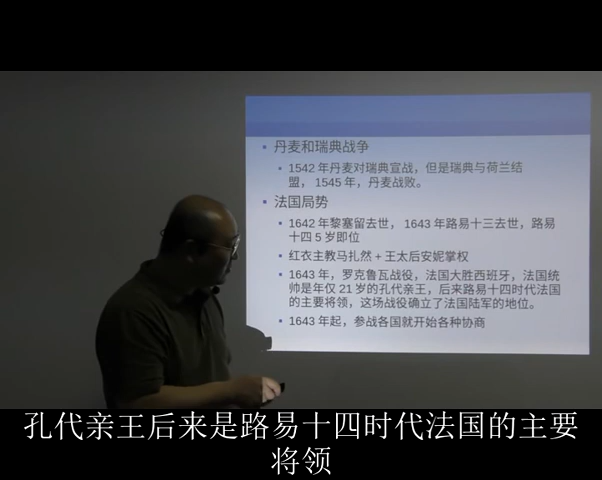 丹麦和瑞典战争
1542 年丹麦对瑞典宣战，但是瑞典与荷兰结
盟， 1545 年，丹麦战败。
法国局势
1642 年黎塞留去世， 1643 年路易十三去世，路易
十四 5 岁即位
红衣主教马扎然 + 王太后安妮掌权
1643 年，罗克鲁瓦战役，法国大胜西班牙，法国统
帅是年仅 21 岁的孔代亲王，后来路易十四时代法国
的主要将领，这场战役确立了法国陆军的地位。
1643 年起，参战各国就开始各种协商
孔代亲王后来是路易十四时代法国的主要
将领